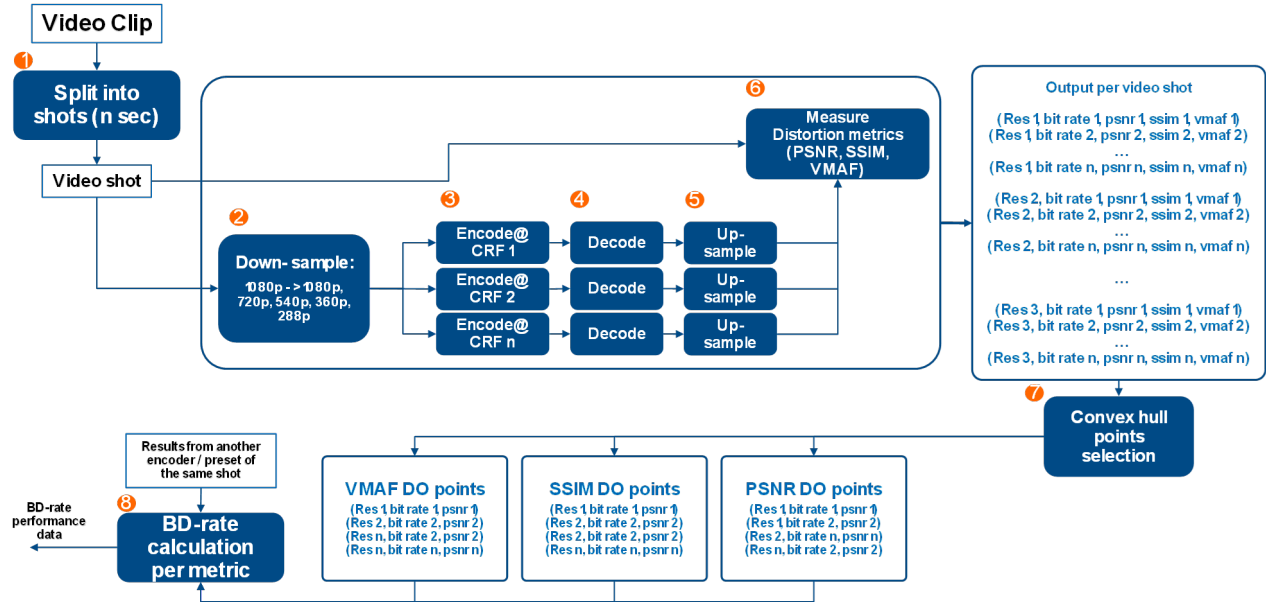 Video Clip
1
Split into
shots (n sec)
Video shot
2
Down- sample:
1080p -> 1080p,
720p, 540p, 360p,
288p
3
Encode@
CRF 1
Encode@
CRF 2
Encode@
CRF n
4
Decode
Decode
Decode
5
Up-
sample
Up-
sample
Up-
sample
6
Measure
Distortion metrics
(PSNR, SSIM,
VMAF)
Output per video shot
(Res 1, bit rate 1, psnr 1, ssim 1, vmaf 1)
(Res 1, bit rate 2, psnr 2, ssim 2, vmaf 2)
...
(Res 1, bit rate n, psnr n, ssim n, vmaf n)
(Res 2, bit rate 1, psnr 1, ssim 1, vmaf 1)
(Res 2, bit rate 2, psnr 2, ssim 2, vmaf 2)
...
(Res 2, bit rate n, psnr n, ssim n, vmaf n)
...
(Res 3, bit rate 1, psnr 1, ssim 1, vmaf 1)
(Res 3, bit rate 2, psnr 2, ssim 2, vmaf 2)
...
(Res 3, bit rate n, psnr n, ssim n, vmaf n)
7
Convex hull
points
selection
VMAF DO points
(Res 1, bit rate 1, psnr 1)
(Res 2, bit rate 2, psnr 2)
(Res n, bit rate 2, psnr 2)
(Res n, bit rate n, psnr n)
SSIM DO points
(Res 1, bit rate 1, psnr 1)
(Res 2, bit rate 2, psnr 2)
(Res n, bit rate 2, psnr 2)
(Res n, bit rate n, psnr n)
PSNR DO points
(Res 1, bit rate 1, psnr 1)
(Res 1, bit rate 2, psnr 2)
(Res 2, bit rate n, psnr n)
(Res n, bit rate 2, psnr 2)
Results from another
encoder / preset of
the same shot
8
BD-rate
calculation
per metric
BD-rate
performance
data